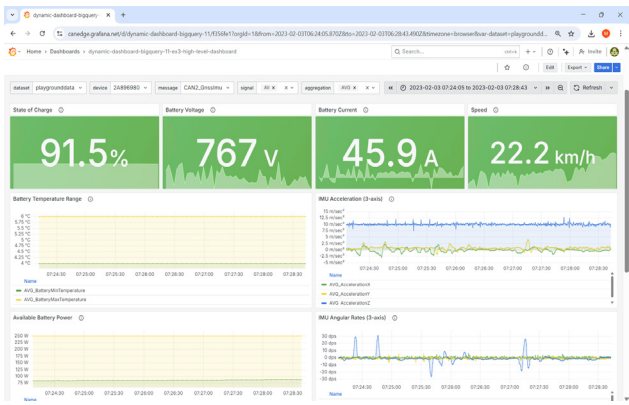 dynamic-dashboard-bigquery-
canedge.grafana.net/d/dynamic-dashboard-bigquery-11/f356fe1?orgId=1&from=2023-02-03T06:24:05.870Z&to=2023-02-03T06:28:43.490Z&timezone=browser&var-dataset=playgroundd...
Home > Dashboards > dynamic-dashboard-bigquery-11-ex3-high-level-dashboard
Search...
Invite
Edit Export Share
dataset playgrounddata device 2A896980 message CAN2_GnssImu signal All × aggregation AVG × 2023-02-03 07:24:05 to 2023-02-03 07:28:43 Refresh
State of Charge Battery Voltage Battery Current Speed
91.5% 767 V 45.9 A 22.2 km/h
Battery Temperature Range
6 °C
5.75 °C
5.5 °C
5.25 °C
5 °C
4.75 °C
4.5 °C
4.25 °C
4 °C
07:24:30 07:25:00 07:25:30 07:26:00 07:26:30 07:27:00 07:27:30 07:28:00 07:28:30
Name
AVG_BatteryMinTemperature
AVG_BatteryMaxTemperature
IMU Acceleration (3-axis)
15 m/sec²
12.5 m/sec²
10 m/sec²
7.5 m/sec²
5 m/sec²
2.5 m/sec²
0 m/sec²
-2.5 m/sec²
-5 m/sec²
07:24:30 07:25:00 07:25:30 07:26:00 07:26:30 07:27:00 07:27:30 07:28:00 07:28:30
Name
AVG_AccelerationX
AVG_AccelerationY
AVG_AccelerationZ
Available Battery Power
250 W
225 W
200 W
175 W
150 W
125 W
100 W
75 W
07:24:30 07:25:00 07:25:30 07:26:00 07:26:30 07:27:00 07:27:30 07:28:00 07:28:30
Name
IMU Angular Rates (3-axis)
30 dps
20 dps
10 dps
0 dps
-10 dps
-20 dps
-30 dps
07:24:30 07:25:00 07:25:30 07:26:00 07:26:30 07:27:00 07:27:30 07:28:00 07:28:30
Name